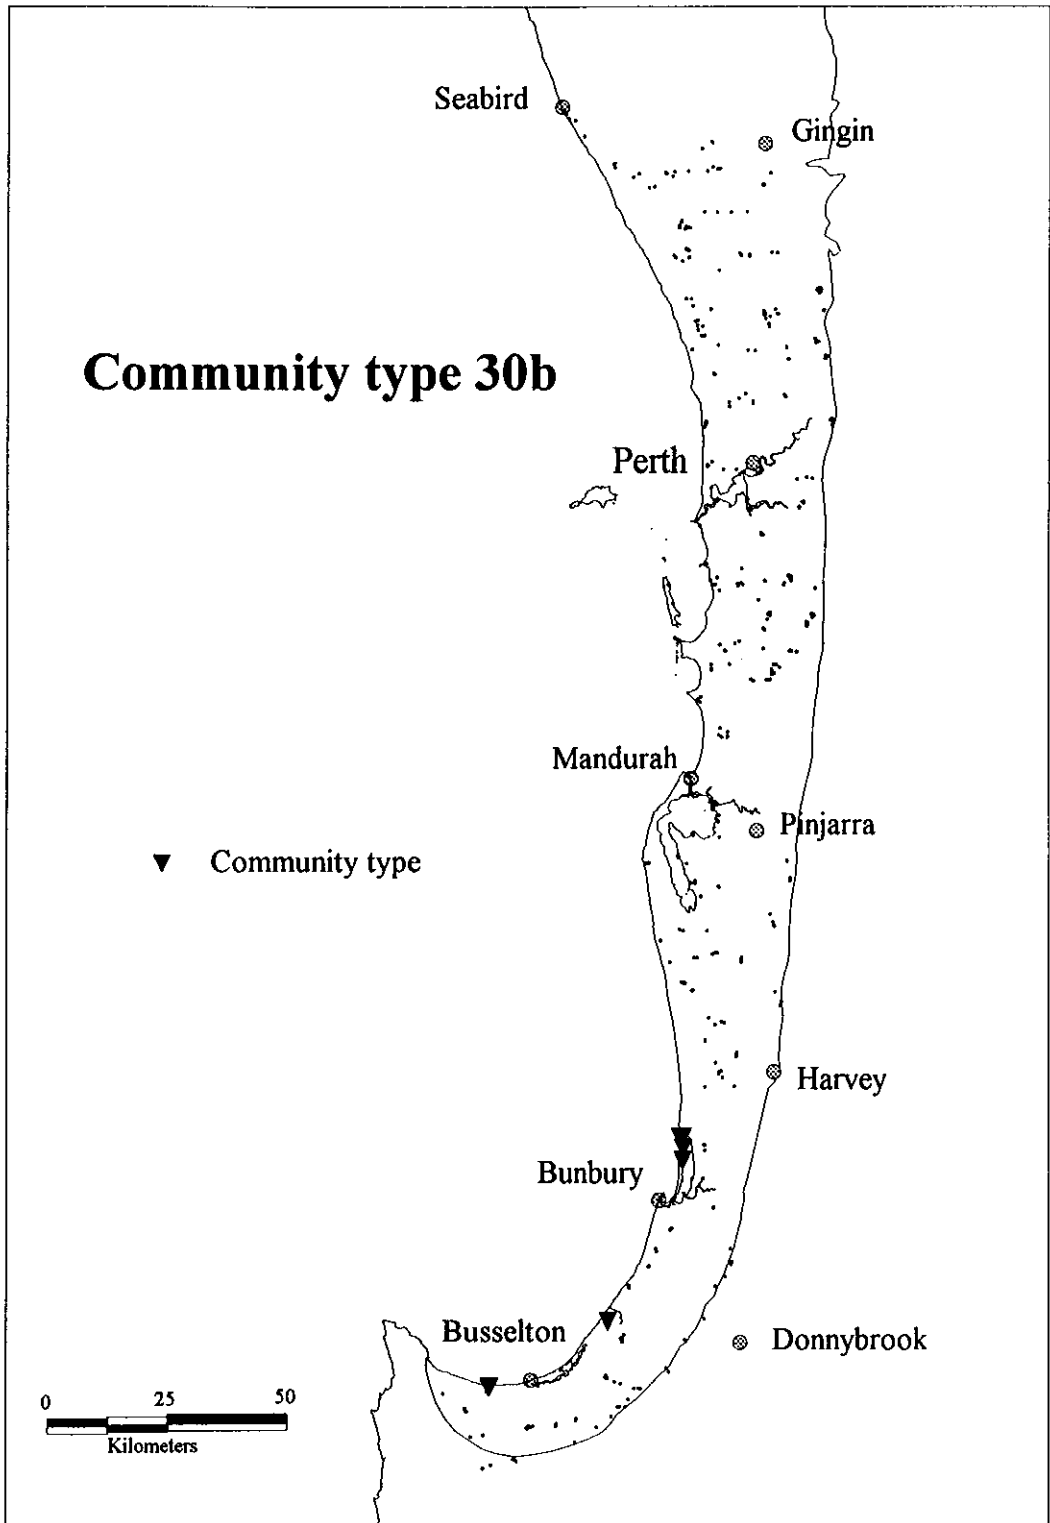 Seabird
Gingin
Community type 30b
Perth
Mandurah
Pinjarra
Community type
Harvey
Bunbury
Busselton
Donnybrook
0 25 50
Kilometers